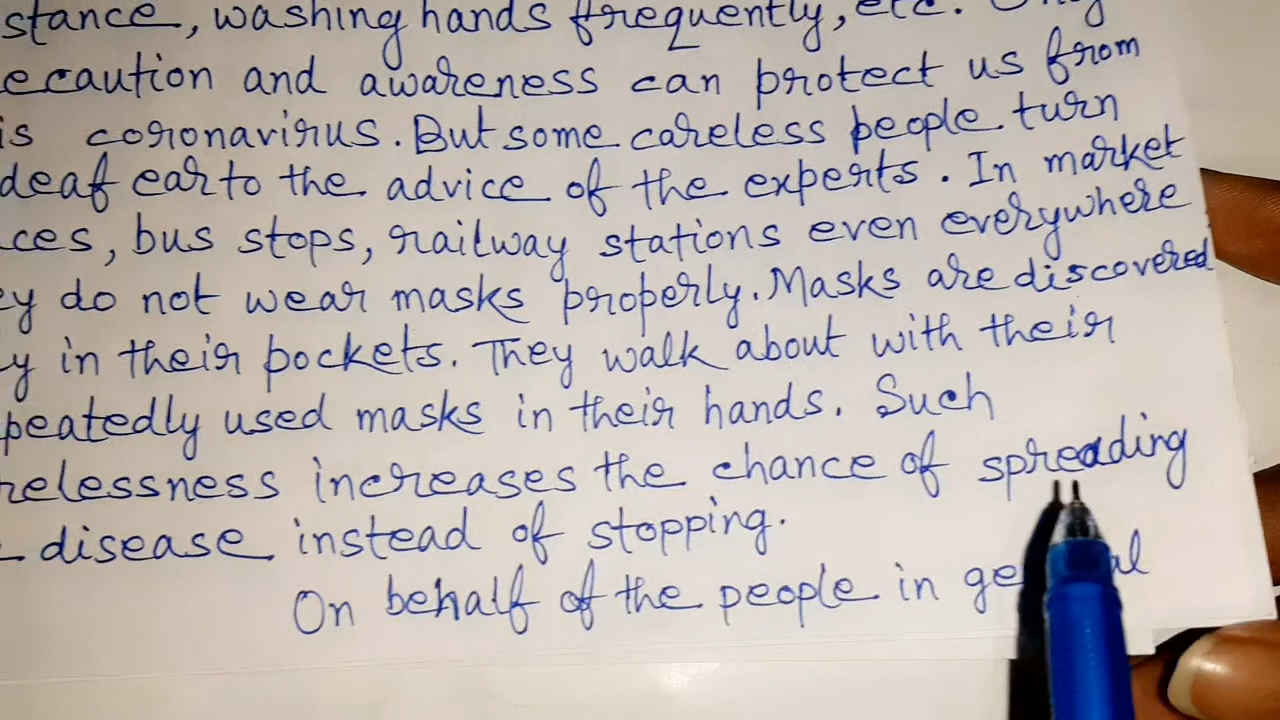 stance, washing hands frequently, etc. Only
ecaution and awareness can protect us from
is coronavirus. But some careless people turn
deaf ear to the advice of the experts. In market
ces, bus stops, railway stations even everywhere
ey do not wear masks properly. Masks are discovered
y in their pockets. They walk about with their
peatedly used masks in their hands. Such
relessness increases the chance of spreading
disease instead of stopping.
On behalf of the people in